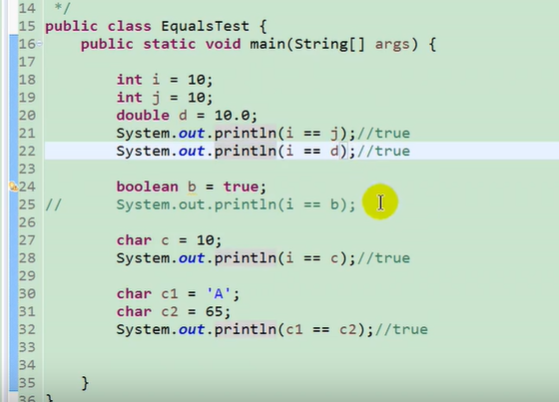 14 */
15 public class EqualsTest {
16 public static void main(String[] args) {
17
18 int i = 10;
19 int j = 10;
20 double d = 10.0;
21 System.out.println(i == j);//true
22 System.out.println(i == d);//true
23
24 boolean b = true;
25 // System.out.println(i == b);
26
27 char c = 10;
28 System.out.println(i == c);//true
29
30 char c1 = 'A';
31 char c2 = 65;
32 System.out.println(c1 == c2);//true
33
34
35 }
36 }